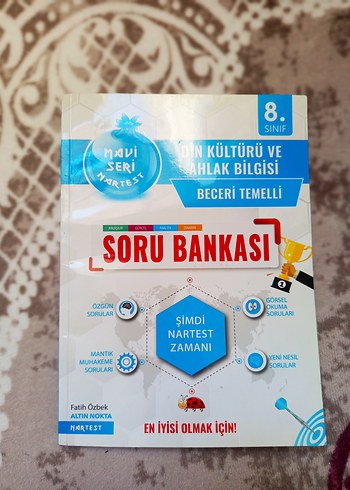 8.
SINIF
MAVİ
SERİ
NARTEST
DİN KÜLTÜRÜ VE
AHLAK BİLGİSİ
BECERİ TEMELLİ
SORU BANKASI
ÖZGÜN
SORULAR
GÖRSEL
OKUMA
SORULARI
ŞİMDİ
NARTEST
ZAMANI
MANTIK
MUHAKEME
SORULARI
YENİ NESİL
SORULAR
Fatih Özbek
ALTIN NOKTA
NARTEST
EN İYİSİ OLMAK İÇİN!